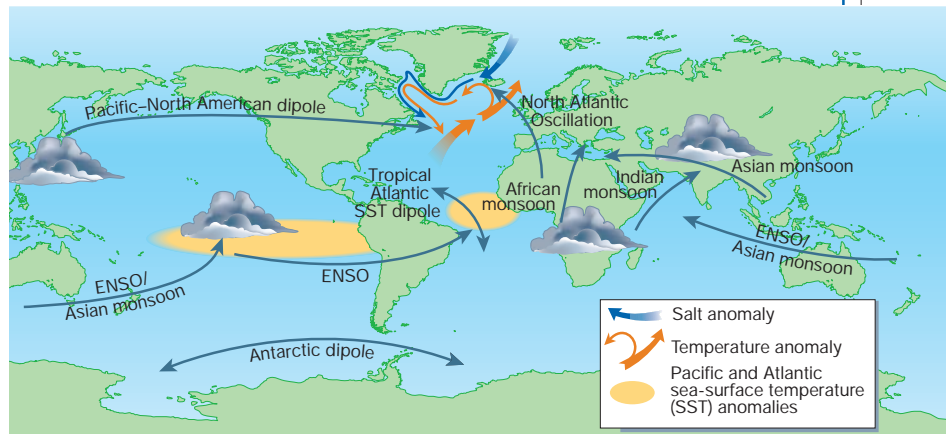 Pacific–North American dipole
North Atlantic
Oscillation
Tropical
Atlantic
SST dipole
African
monsoon
Indian
monsoon
Asian monsoon
ENSO/
Asian monsoon
ENSO
ENSO/
Asian monsoon
Antarctic dipole
Salt anomaly
Temperature anomaly
Pacific and Atlantic
sea-surface temperature
(SST) anomalies